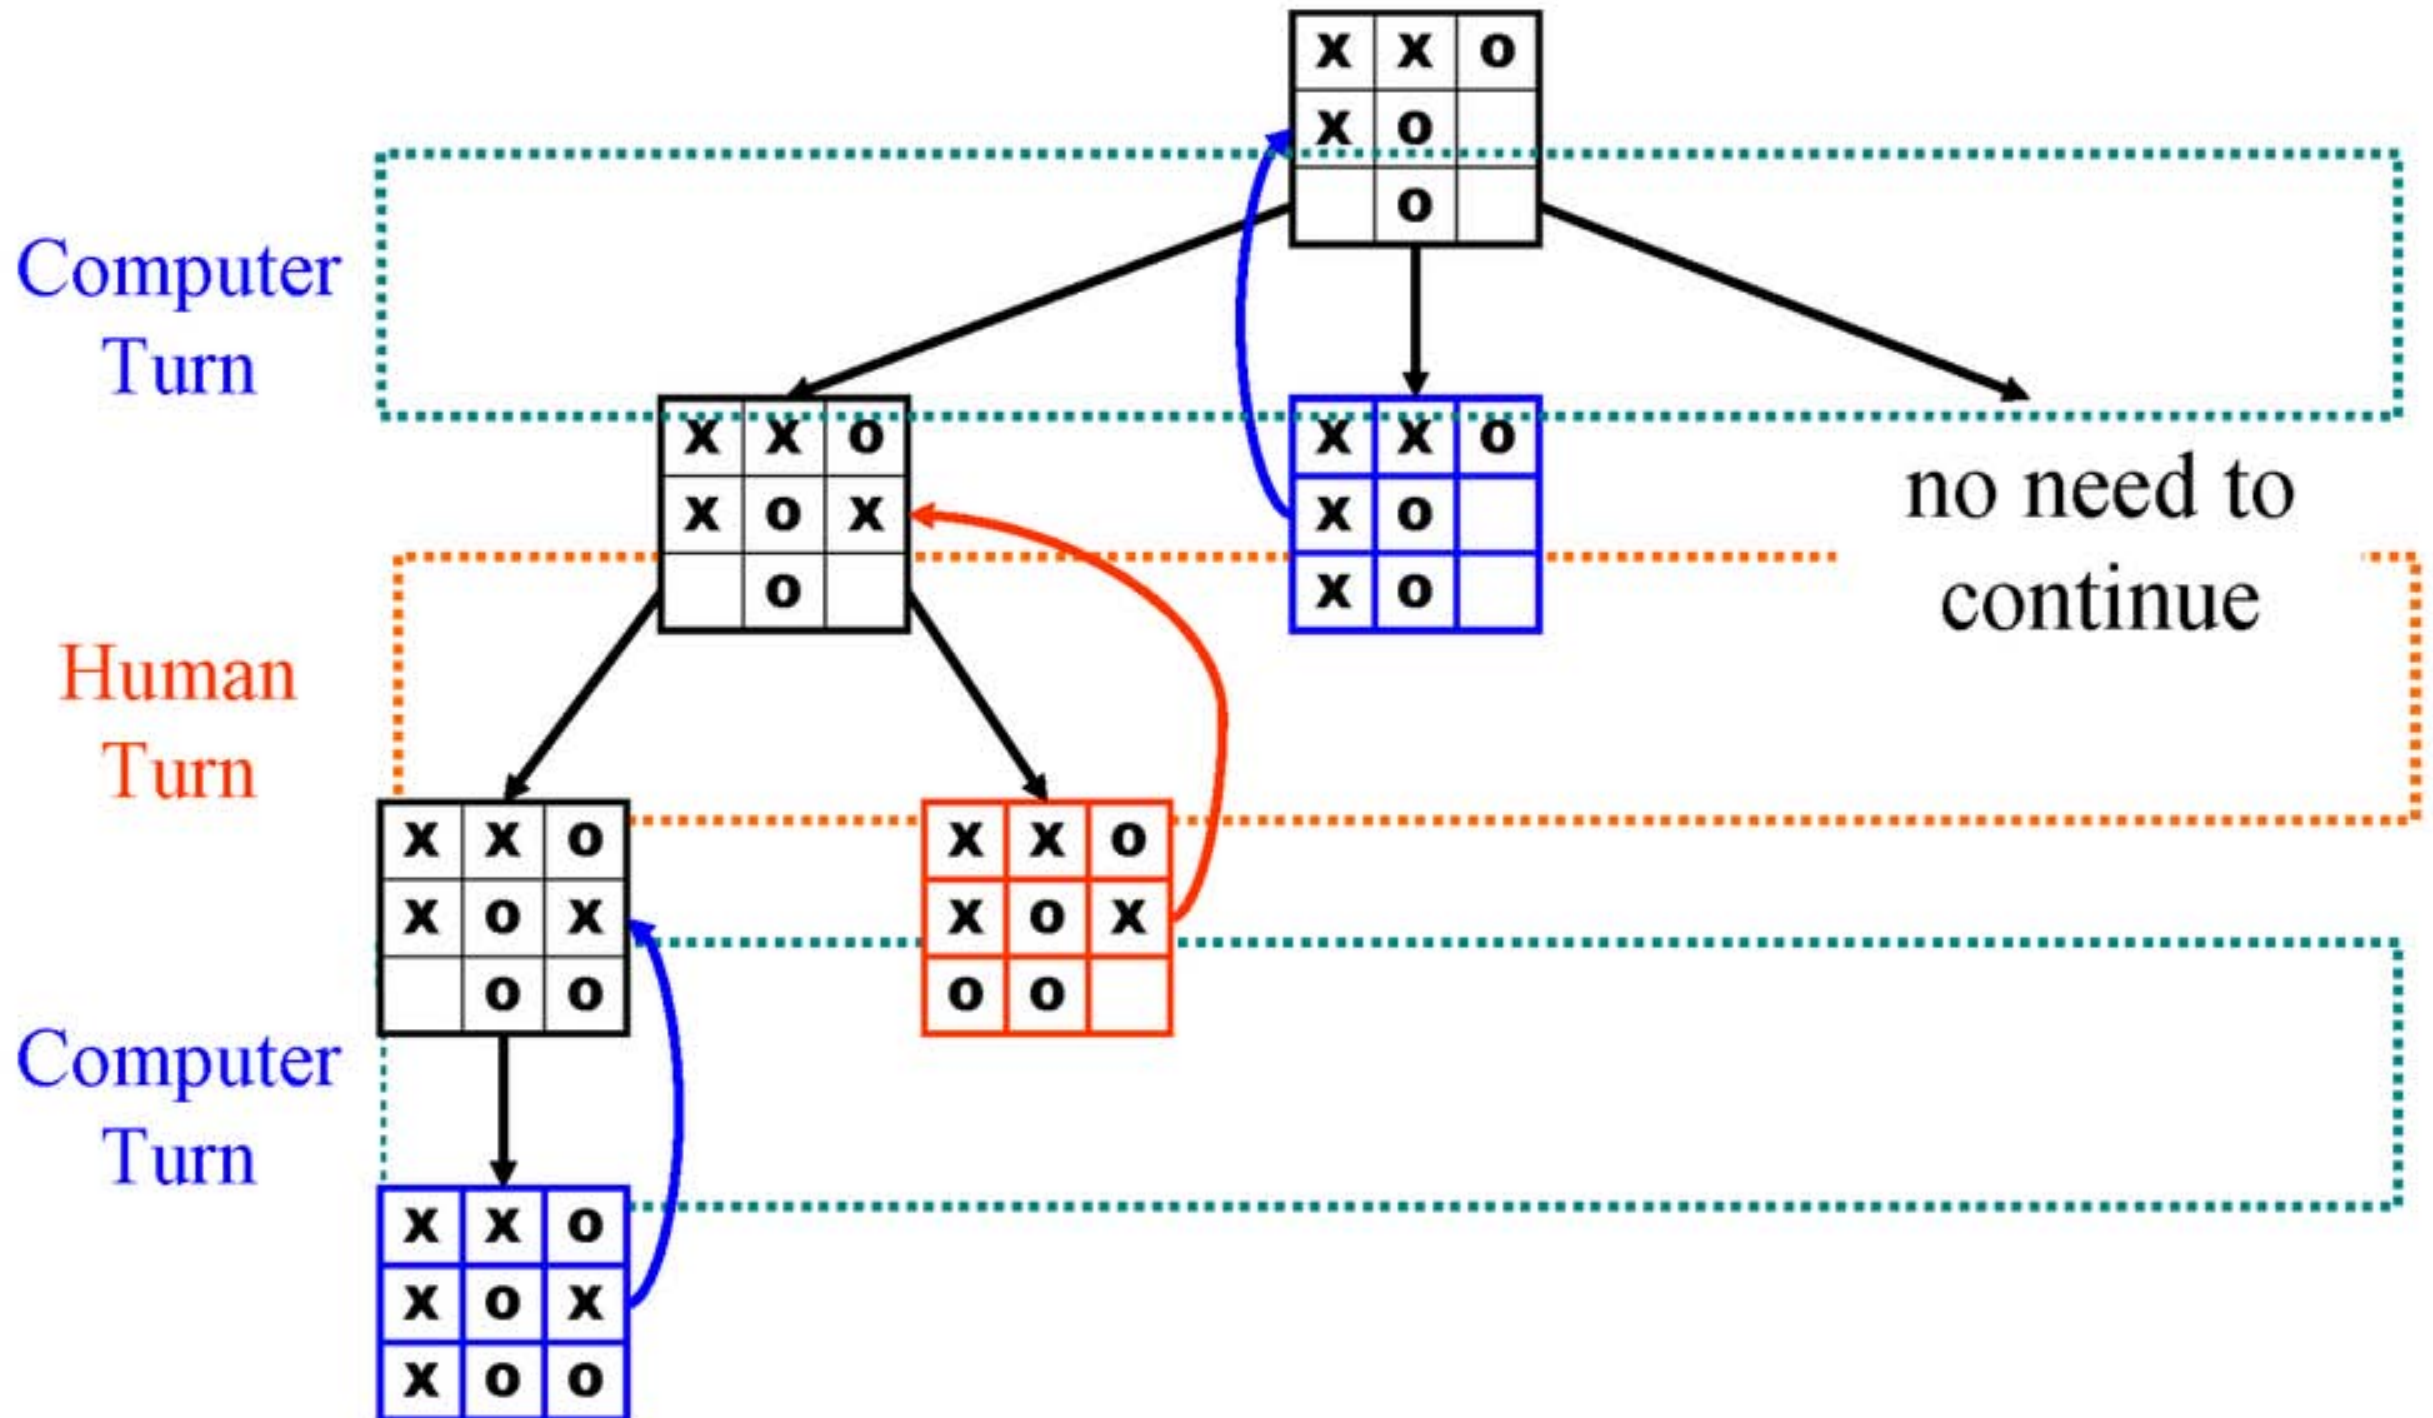 x x o
x o
o
Computer
Turn
x x o
x o x
o
x x o
x o
x o
no need to
continue
Human
Turn
x x o
x o x
o o
x x o
x o x
o o
Computer
Turn
x x o
x o x
x o o